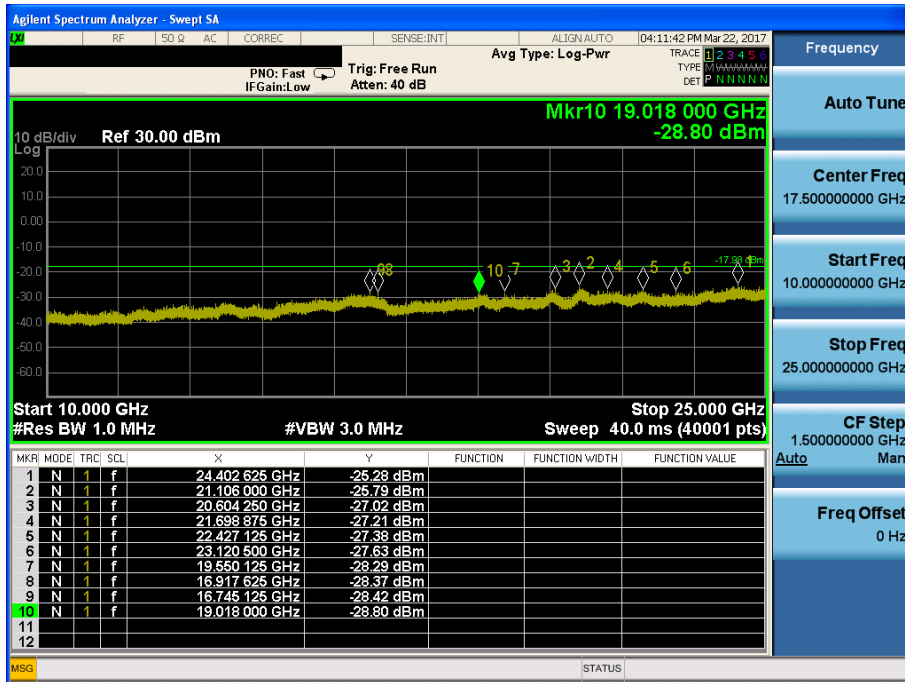 Agilent Spectrum Analyzer - Swept SA
LXI RF 50 Ω AC CORREC SENSE:INT ALIGN AUTO 04:11:42 PM Mar 22, 2017
PNO: Fast
IFGain:Low
Trig: Free Run
Atten: 40 dB
Avg Type: Log-Pwr
TRACE 1 2 3 4 5 6
TYPE M WWWWW
DET P N N N N N
Mkr10 19.018 000 GHz
-28.80 dBm
10 dB/div Ref 30.00 dBm
Log
20.0
10.0
0.00
-10.0
-20.0
-30.0
-40.0
-50.0
-60.0
9 8 10 7 3 2 4 5 6 1
-17.98 dBm
Start 10.000 GHz Stop 25.000 GHz
#Res BW 1.0 MHz #VBW 3.0 MHz Sweep 40.0 ms (40001 pts)
MKR MODE TRC SCL X Y FUNCTION FUNCTION WIDTH FUNCTION VALUE
1 N 1 f 24.402 625 GHz -25.28 dBm
2 N 1 f 21.106 000 GHz -25.79 dBm
3 N 1 f 20.604 250 GHz -27.02 dBm
4 N 1 f 21.698 875 GHz -27.21 dBm
5 N 1 f 22.427 125 GHz -27.38 dBm
6 N 1 f 23.120 500 GHz -27.63 dBm
7 N 1 f 19.550 125 GHz -28.29 dBm
8 N 1 f 16.917 625 GHz -28.37 dBm
9 N 1 f 16.745 125 GHz -28.42 dBm
10 N 1 f 19.018 000 GHz -28.80 dBm
11
12
MSG STATUS
Frequency
Auto Tune
Center Freq
17.500000000 GHz
Start Freq
10.000000000 GHz
Stop Freq
25.000000000 GHz
CF Step
1.500000000 GHz
Auto Man
Freq Offset
0 Hz